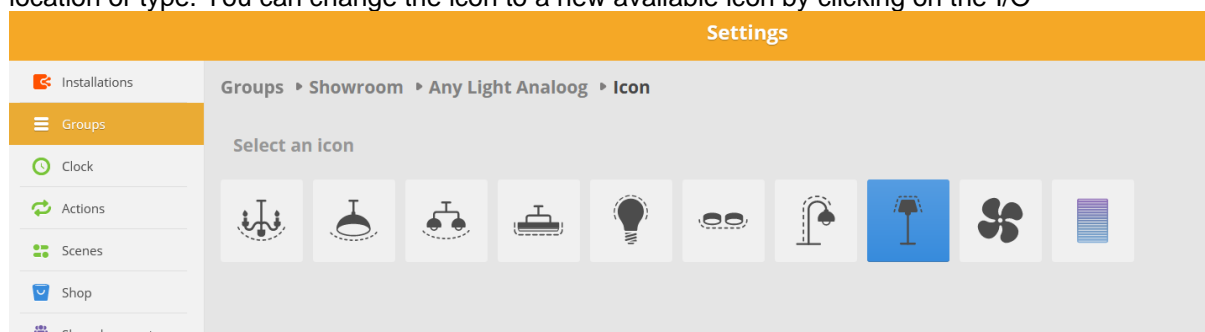 location or type. You can change the icon to a new available icon by clicking on the I/O
Settings
Installations
Groups
Clock
Actions
Scenes
Shop
Groups ▸ Showroom ▸ Any Light Analoog ▸ Icon
Select an icon